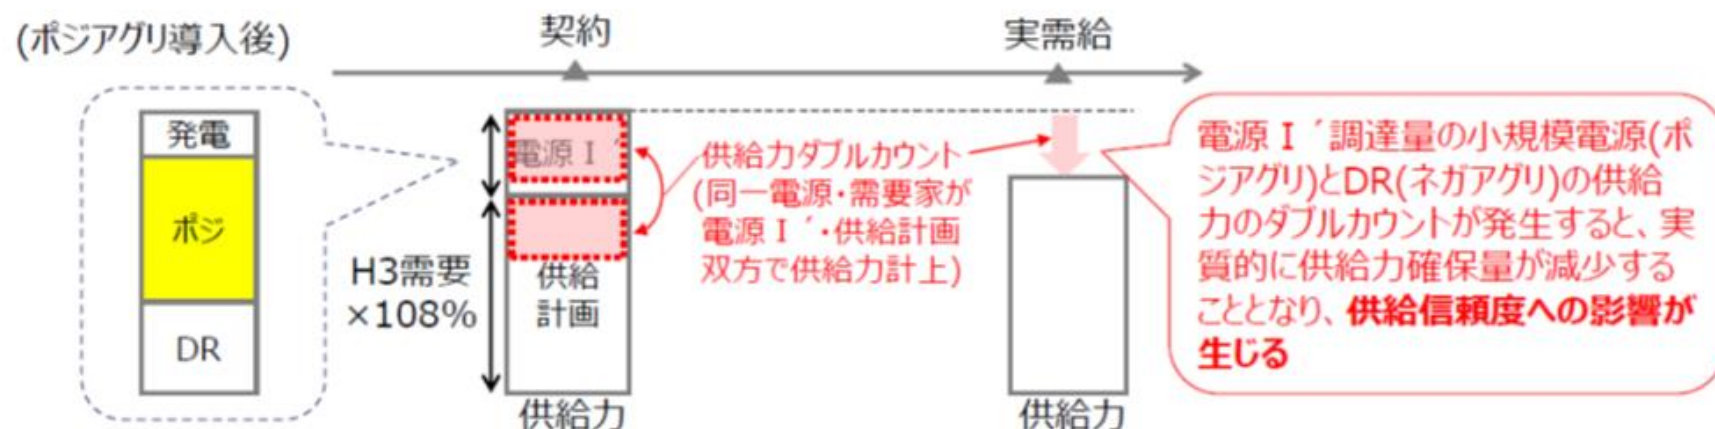 (ポジアグリ導入後)
契約
実需給
発電
ポジ
DR
電源Ⅰ´
H3需要
×108%
供給
計画
供給力
供給力ダブルカウント
(同一電源・需要家が
電源Ⅰ´・供給計画
双方で供給力計上)
供給力
電源Ⅰ´調達量の小規模電源(ポ
ジアグリ)とDR(ネガアグリ)の供給
力のダブルカウントが発生すると、実
質的に供給力確保量が減少する
こととなり、供給信頼度への影響が
生じる